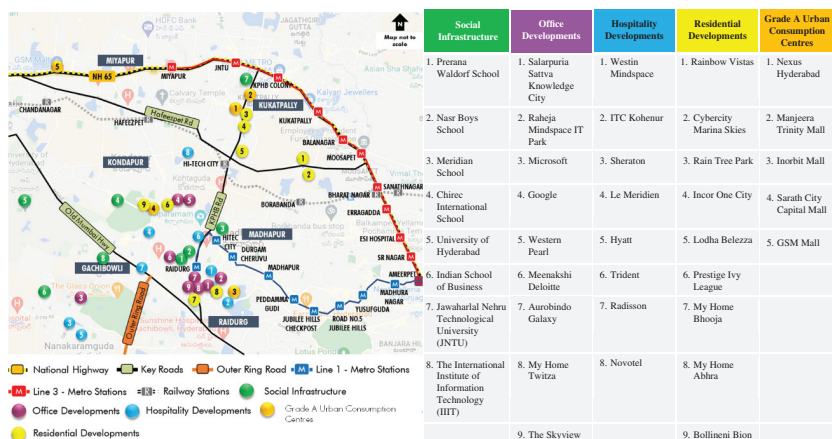 N
Map not to scale
MIYAPUR
NH 65
MIYAPUR
JNTU
KPHB COLONY
KUKATPALLY
KUKATPALLY
BALANAGAR
MOOSAPET
CHANDANAGAR
HAFEEZPET
Hafeezpet Rd
KONDAPUR
HI-TECH CITY
BHARAT NAGAR
SANATHNAGAR
BORABANDA
ERRAGADDA
ESI HOSPITAL
SR NAGAR
AMEERPET
KPHB Rd
Old Mumbai Hwy
MADHAPUR
HITEC CITY
DURGAM CHERUVU
MADHAPUR
GACHIBOWLI
RAIDURG
PEDDAMMA GUDI
JUBILEE HILLS CHECKPOST
ROAD NO.5 JUBILEE HILLS
YUSUFGUDA
MADHURA NAGAR
RAIDURG
Outer Ring Road
Nanakaramguda
BANJARA HILLS
National Highway
Key Roads
Outer Ring Road
Line 1 - Metro Stations
Line 3 - Metro Stations
Railway Stations
Social Infrastructure
Office Developments
Hospitality Developments
Grade A Urban Consumption Centres
Residential Developments
Social Infrastructure
Office Developments
Hospitality Developments
Residential Developments
Grade A Urban Consumption Centres
1. Prerana Waldorf School
1. Salarpuria Sattva Knowledge City
1. Westin Mindspace
1. Rainbow Vistas
1. Nexus Hyderabad
2. Nasr Boys School
2. Raheja Mindspace IT Park
2. ITC Kohenur
2. Cybercity Marina Skies
2. Manjeera Trinity Mall
3. Meridian School
3. Microsoft
3. Sheraton
3. Rain Tree Park
3. Inorbit Mall
4. Chirec International School
4. Google
4. Le Meridien
4. Incor One City
4. Sarath City Capital Mall
5. University of Hyderabad
5. Western Pearl
5. Hyatt
5. Lodha Belezza
5. GSM Mall
6. Indian School of Business
6. Meenakshi Deloitte
6. Trident
6. Prestige Ivy League
7. Jawaharlal Nehru Technological University (JNTU)
7. Aurobindo Galaxy
7. Radisson
7. My Home Bhooja
8. The International Institute of Information Technology (IIIT)
8. My Home Twitza
8. Novotel
8. My Home Abhra
9. The Skyview
9. Bollineni Bion